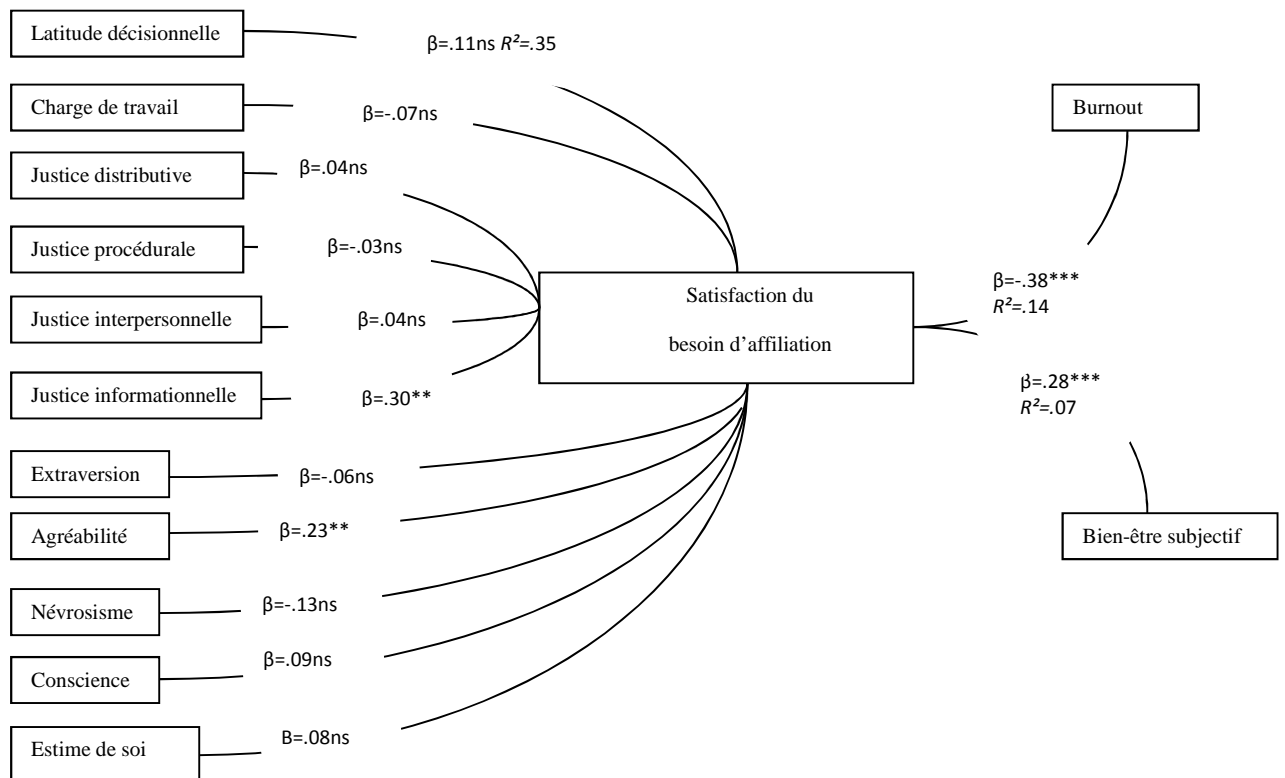 Latitude décisionnelle
β=.11ns R²=.35
Charge de travail
β=-.07ns
Justice distributive
β=.04ns
Justice procédurale
β=-.03ns
Justice interpersonnelle
β=.04ns
Justice informationnelle
β=.30**
Extraversion
β=-.06ns
Agréabilité
β=.23**
Névrosisme
β=-.13ns
Conscience
β=.09ns
Estime de soi
B=.08ns
Satisfaction du
besoin d’affiliation
Burnout
β=-.38***
R²=.14
β=.28***
R²=.07
Bien-être subjectif